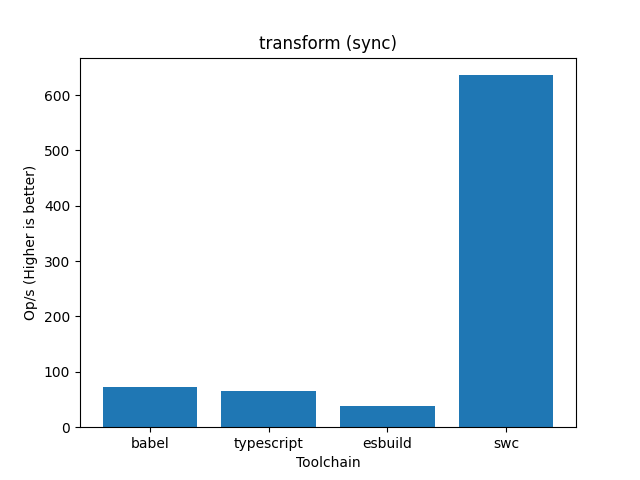 transform (sync)
Op/s (Higher is better)
600
500
400
300
200
100
0
babel typescript esbuild swc
Toolchain